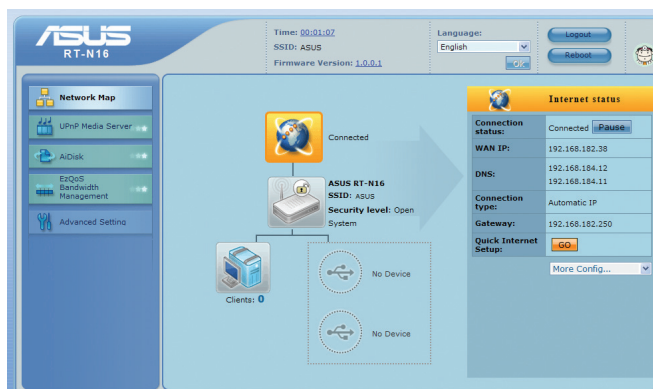 ASUS
RT-N16
Time: 00:01:07
SSID: ASUS
Firmware Version: 1.0.0.1
Language:
English
OK
Logout
Reboot
Network Map
UPnP Media Server
AiDisk
EzQoS
Bandwidth
Management
Advanced Setting
Connected
ASUS RT-N16
SSID: ASUS
Security level: Open
System
Clients: 0
No Device
No Device
Internet status
Connection
status:
Connected Pause
WAN IP: 192.168.182.38
DNS: 192.168.184.12
192.168.184.11
Connection
type:
Automatic IP
Gateway: 192.168.182.250
Quick Internet
Setup:
GO
More Config...